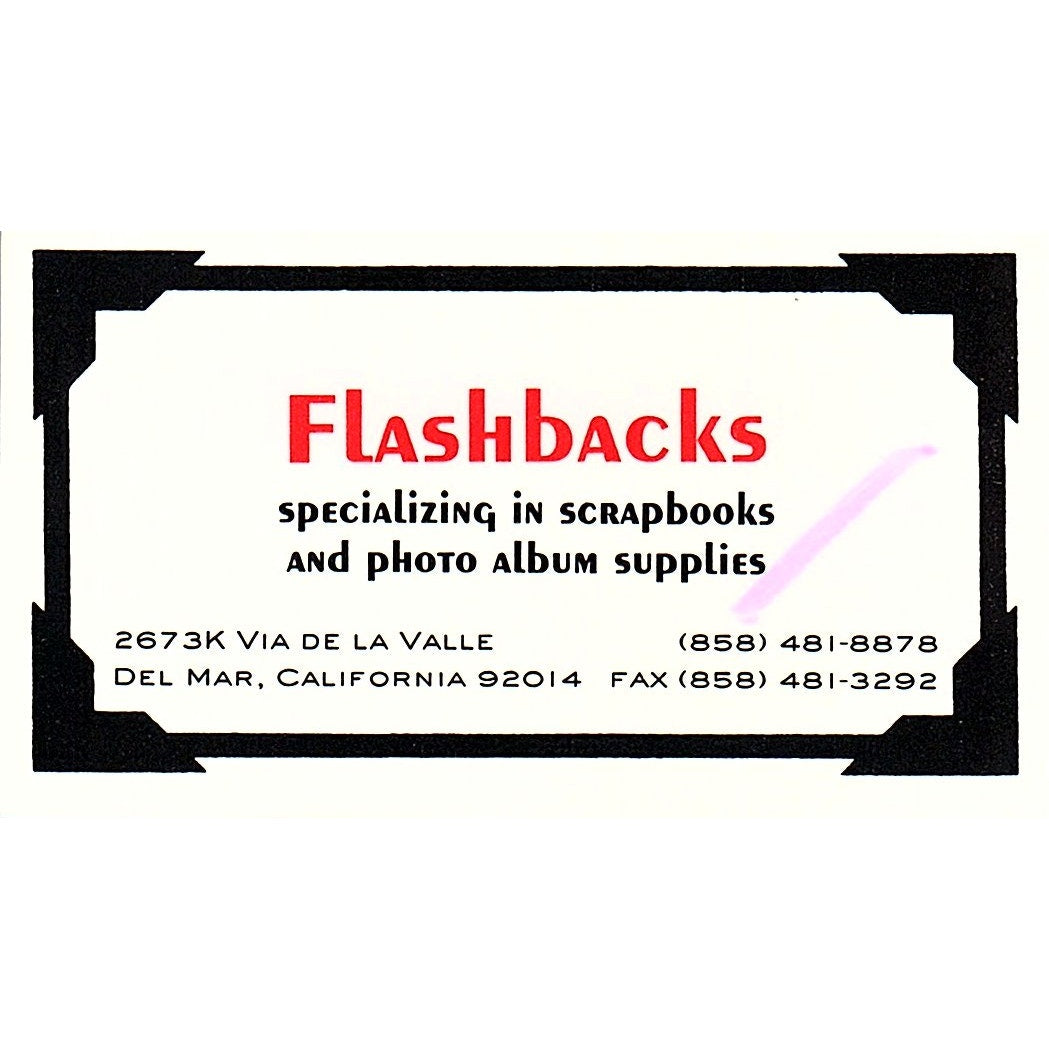 Flashbacks
specializing in scrapbooks
and photo album supplies
2673K Via de la Valle
(858) 481-8878
Del Mar, California 92014
FAX (858) 481-3292